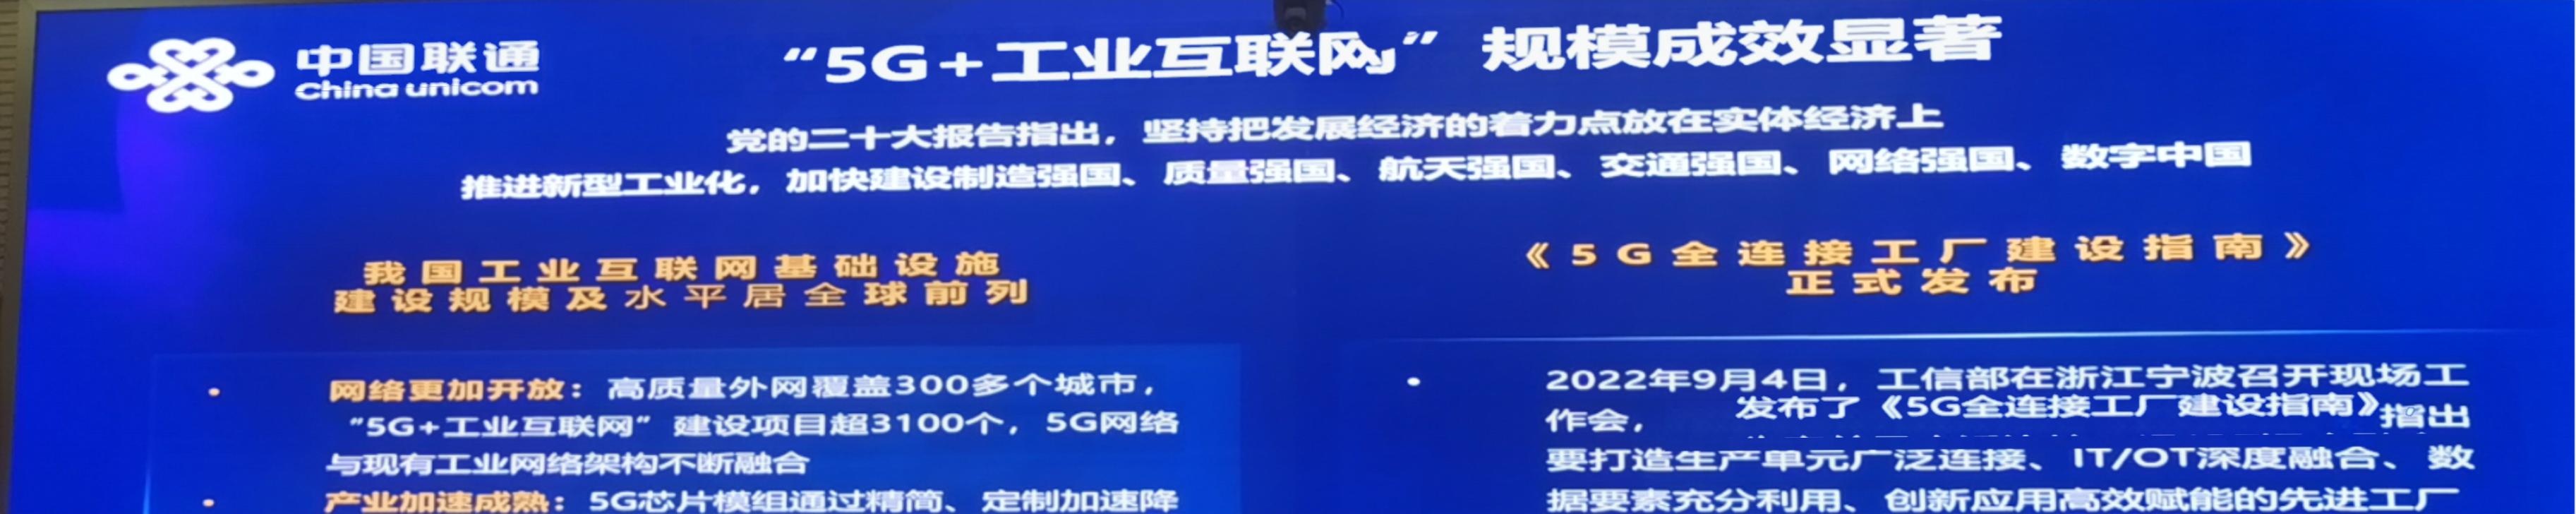 中国联通
China unicom
“5G+工业互联网”规模成效显著
党的二十大报告指出，坚持把发展经济的着力点放在实体经济上
推进新型工业化，加快建设制造强国、质量强国、航天强国、交通强国、网络强国、数字中国
我国工业互联网基础设施
建设规模及水平居全球前列
• 网络更加开放：高质量外网覆盖300多个城市，
“5G+工业互联网”建设项目超3100个，5G网络
与现有工业网络架构不断融合
• 产业加速成熟：5G芯片模组通过精简、定制加速降
《5G全连接工厂建设指南》
正式发布
• 2022年9月4日，工信部在浙江宁波召开现场工
作会，发布了《5G全连接工厂建设指南》指出
要打造生产单元广泛连接、IT/OT深度融合、数
据要素充分利用、创新应用高效赋能的先进工厂